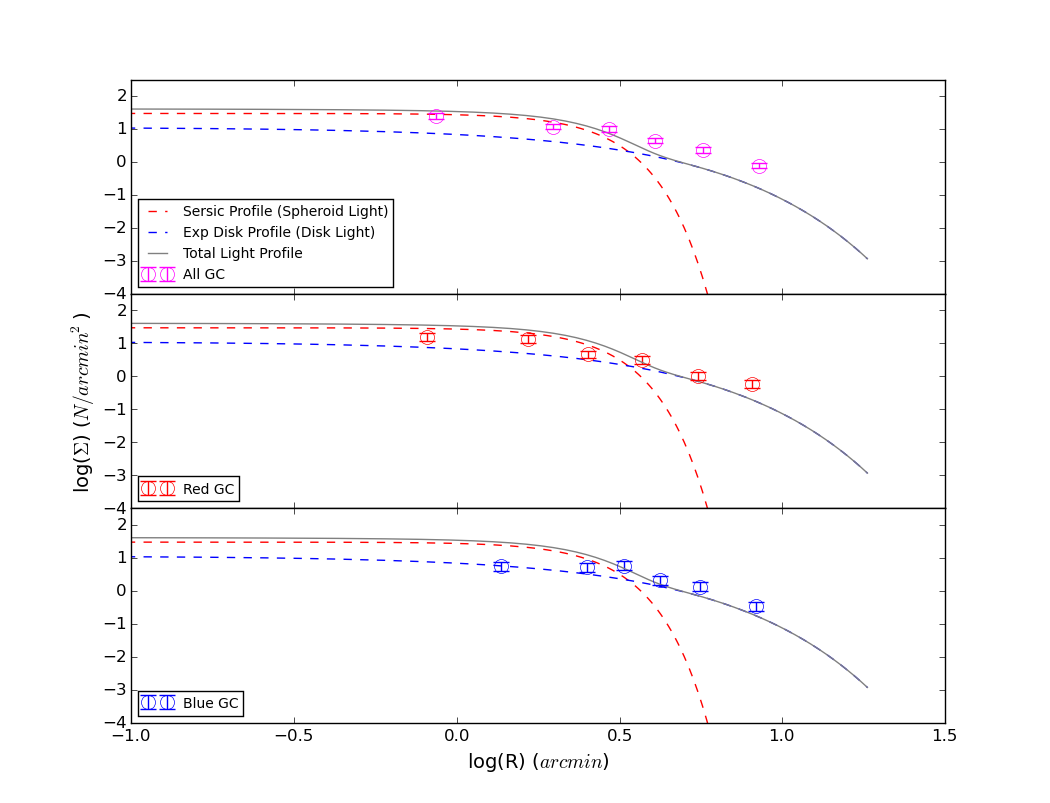 2
1
0
−1
−2
−3
−4
Sersic Profile (Spheroid Light)
Exp Disk Profile (Disk Light)
Total Light Profile
All GC
2
1
0
−1
−2
−3
−4
Red GC
log(Σ) (N/arcmin² )
2
1
0
−1
−2
−3
−4
Blue GC
−1.0 −0.5 0.0 0.5 1.0 1.5
log(R) (arcmin)